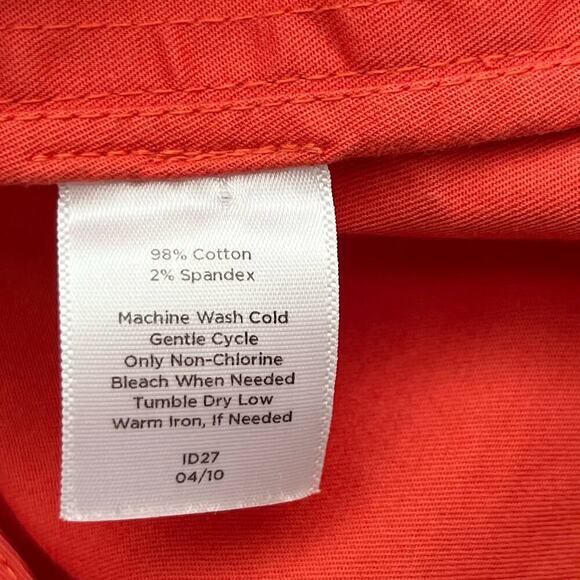 98% Cotton
2% Spandex
Machine Wash Cold
Gentle Cycle
Only Non-Chlorine
Bleach When Needed
Tumble Dry Low
Warm Iron, If Needed
ID27
04/10